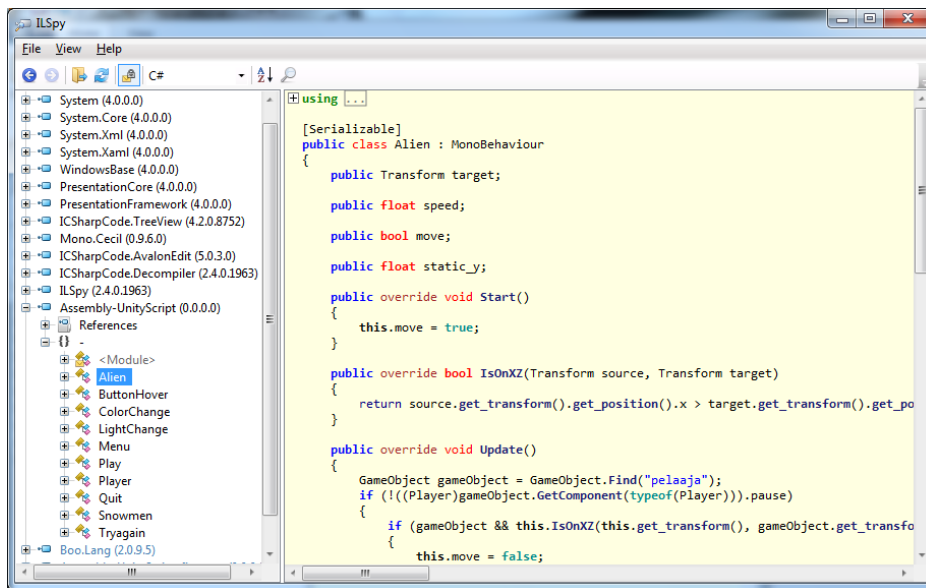 ILSpy
File View Help
C#
System (4.0.0.0)
System.Core (4.0.0.0)
System.Xml (4.0.0.0)
System.Xaml (4.0.0.0)
WindowsBase (4.0.0.0)
PresentationCore (4.0.0.0)
PresentationFramework (4.0.0.0)
ICSharpCode.TreeView (4.2.0.8752)
Mono.Cecil (0.9.6.0)
ICSharpCode.AvalonEdit (5.0.3.0)
ICSharpCode.Decompiler (2.4.0.1963)
ILSpy (2.4.0.1963)
Assembly-UnityScript (0.0.0.0)
References
{} -
<Module>
Alien
ButtonHover
ColorChange
LightChange
Menu
Play
Player
Quit
Snowmen
Tryagain
Boo.Lang (2.0.9.5)
using ...
[Serializable]
public class Alien : MonoBehaviour
{
public Transform target;
public float speed;
public bool move;
public float static_y;
public override void Start()
{
this.move = true;
}
public override bool IsOnXZ(Transform source, Transform target)
{
return source.get_transform().get_position().x > target.get_transform().get_po
}
public override void Update()
{
GameObject gameObject = GameObject.Find("pelaaja");
if (!((Player)gameObject.GetComponent(typeof(Player))).pause)
{
if (gameObject && this.IsOnXZ(this.get_transform(), gameObject.get_transfo
{
this.move = false;